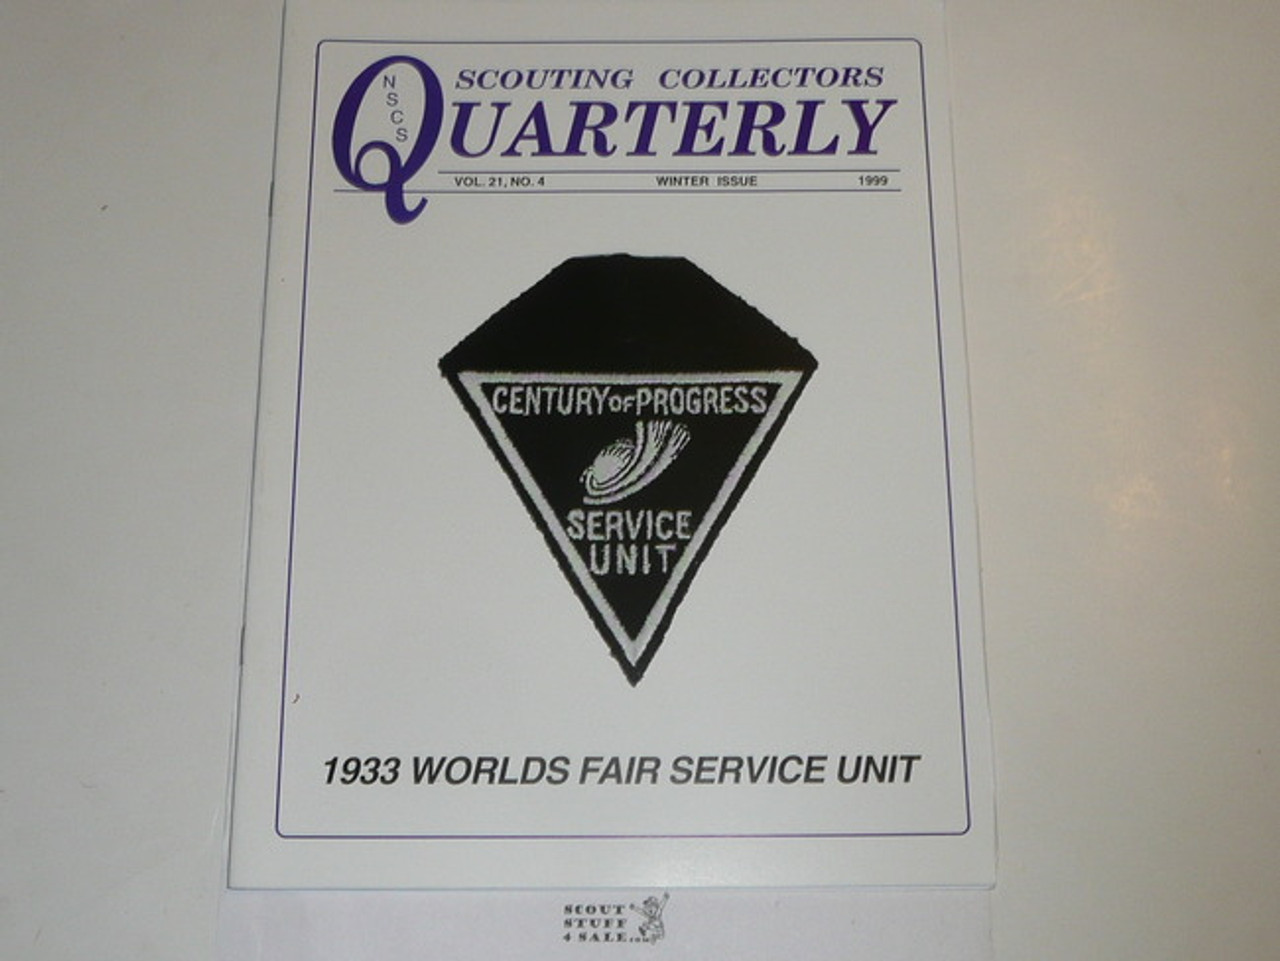 NSCS
SCOUTING COLLECTORS
QUARTERLY
VOL. 21, NO. 4 WINTER ISSUE 1999
CENTURY OF PROGRESS
SERVICE
UNIT
1933 WORLDS FAIR SERVICE UNIT
SCOUT
STUFF
4 SALE.com